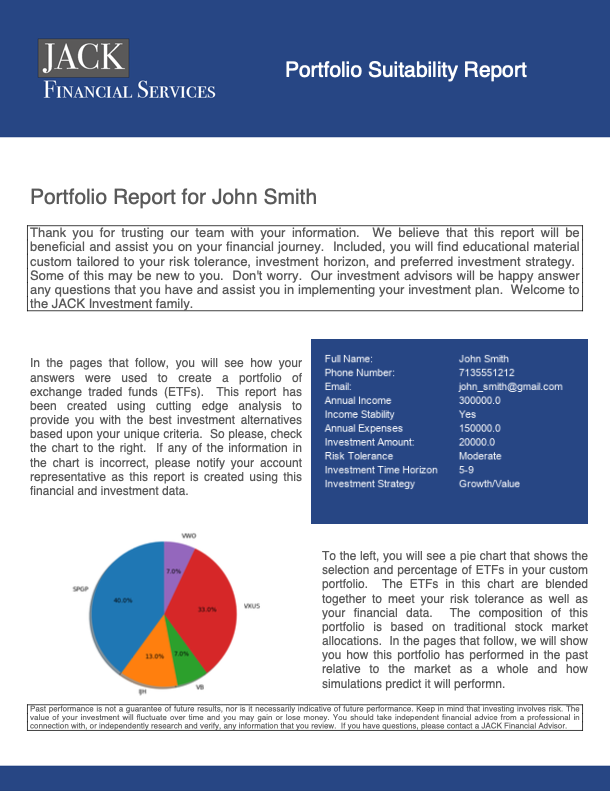 JACK
FINANCIAL SERVICES
Portfolio Suitability Report
Portfolio Report for John Smith
Thank you for trusting our team with your information. We believe that this report will be
beneficial and assist you on your financial journey. Included, you will find educational material
custom tailored to your risk tolerance, investment horizon, and preferred investment strategy.
Some of this may be new to you. Don't worry. Our investment advisors will be happy answer
any questions that you have and assist you in implementing your investment plan. Welcome to
the JACK Investment family.
In the pages that follow, you will see how your
answers were used to create a portfolio of
exchange traded funds (ETFs). This report has
been created using cutting edge analysis to
provide you with the best investment alternatives
based upon your unique criteria. So please, check
the chart to the right. If any of the information in
the chart is incorrect, please notify your account
representative as this report is created using this
financial and investment data.
Full Name: John Smith
Phone Number: 7135551212
Email: john_smith@gmail.com
Annual Income 300000.0
Income Stability Yes
Annual Expenses 150000.0
Investment Amount: 20000.0
Risk Tolerance Moderate
Investment Time Horizon 5-9
Investment Strategy Growth/Value
VWO
7.0%
SPGP
40.0%
VXUS
33.0%
13.0%
7.0%
IJH
VB
To the left, you will see a pie chart that shows the
selection and percentage of ETFs in your custom
portfolio. The ETFs in this chart are blended
together to meet your risk tolerance as well as
your financial data. The composition of this
portfolio is based on traditional stock market
allocations. In the pages that follow, we will show
you how this portfolio has performed in the past
relative to the market as a whole and how
simulations predict it will performn.
Past performance is not a guarantee of future results, nor is it necessarily indicative of future performance. Keep in mind that investing involves risk. The
value of your investment will fluctuate over time and you may gain or lose money. You should take independent financial advice from a professional in
connection with, or independently research and verify, any information that you review. If you have questions, please contact a JACK Financial Advisor.